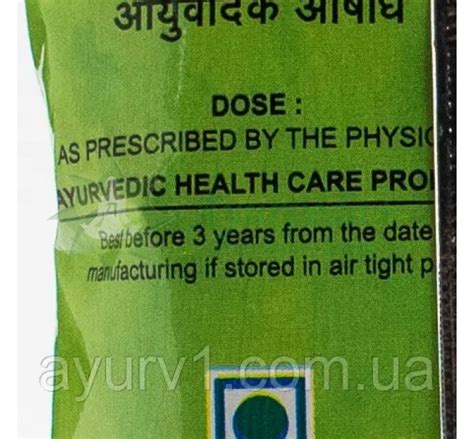 आयुर्वेदिक औषधि
DOSE :
AS PRESCRIBED BY THE PHYSIC
AYURVEDIC HEALTH CARE PROD
Best before 3 years from the date
manufacturing if stored in air tight p
ayurv1.com.ua